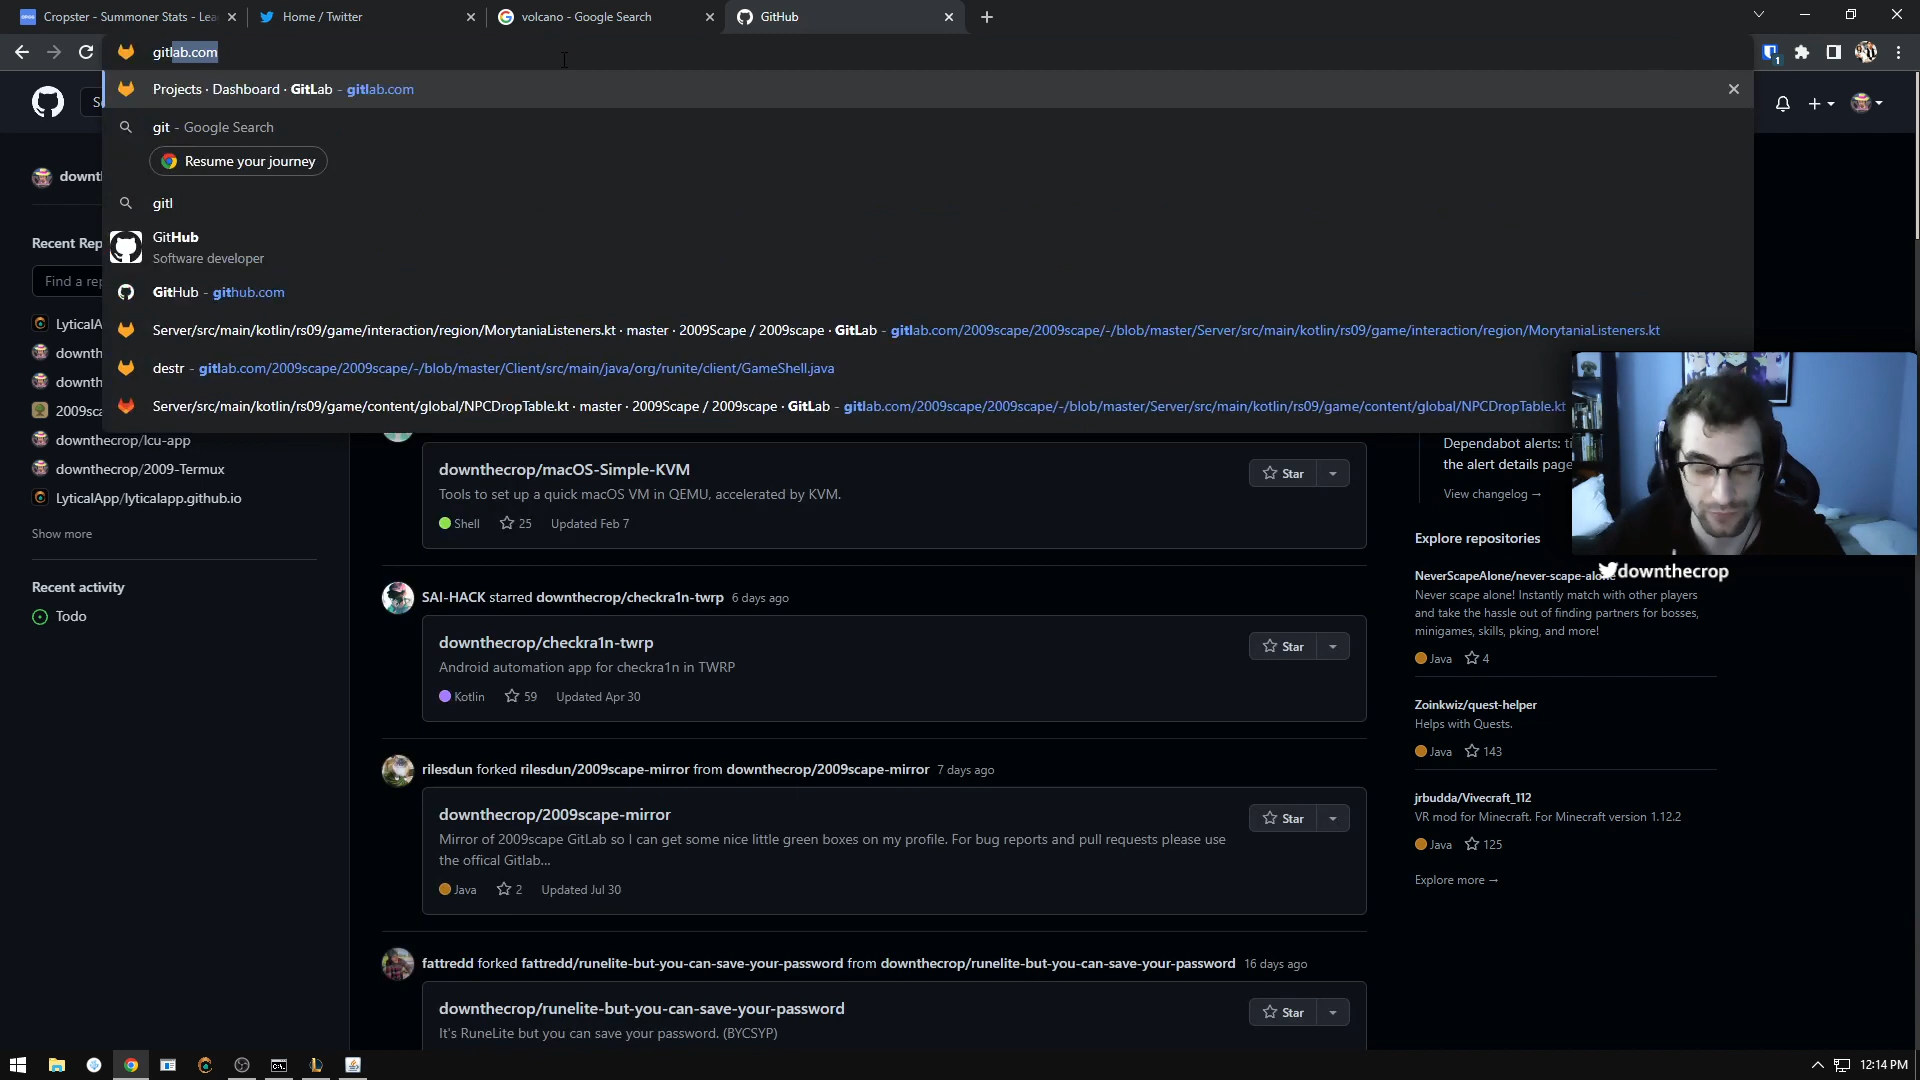 Cropster - Summoner Stats - Lea
Home / Twitter
volcano - Google Search
GitHub
gitlab.com
Projects · Dashboard · GitLab - gitlab.com
git - Google Search
Resume your journey
gitl
GitHub
Software developer
GitHub - github.com
Server/src/main/kotlin/rs09/game/interaction/region/MorytaniaListeners.kt · master · 2009Scape / 2009scape · GitLab - gitlab.com/2009scape/2009scape/-/blob/master/Server/src/main/kotlin/rs09/game/interaction/region/MorytaniaListeners.kt
destr - gitlab.com/2009scape/2009scape/-/blob/master/Client/src/main/java/org/runite/client/GameShell.java
Server/src/main/kotlin/rs09/game/content/global/NPCDropTable.kt · master · 2009Scape / 2009scape · GitLab - gitlab.com/2009scape/2009scape/-/blob/master/Server/src/main/kotlin/rs09/game/content/global/NPCDropTable.kt
1
S
downt
Recent Rep
Find a rep
LyticalA
downth
downth
2009sca
downthecrop/lcu-app
downthecrop/2009-Termux
LyticalApp/lyticalapp.github.io
Show more
Recent activity
Todo
downthecrop/macOS-Simple-KVM
Star
Tools to set up a quick macOS VM in QEMU, accelerated by KVM.
Shell 25 Updated Feb 7
SAI-HACK starred downthecrop/checkra1n-twrp 6 days ago
downthecrop/checkra1n-twrp
Star
Android automation app for checkra1n in TWRP
Kotlin 59 Updated Apr 30
rilesdun forked rilesdun/2009scape-mirror from downthecrop/2009scape-mirror 7 days ago
downthecrop/2009scape-mirror
Star
Mirror of 2009scape GitLab so I can get some nice little green boxes on my profile. For bug reports and pull requests please use
the offical Gitlab...
Java 2 Updated Jul 30
fattredd forked fattredd/runelite-but-you-can-save-your-password from downthecrop/runelite-but-you-can-save-your-password 16 days ago
downthecrop/runelite-but-you-can-save-your-password
Star
It's RuneLite but you can save your password. (BYCSYP)
Dependabot alerts: ti
the alert details page
View changelog →
Explore repositories
downthecrop
NeverScapeAlone/never-scape-alone
Never scape alone! Instantly match with other players
and take the hassle out of finding partners for bosses,
minigames, skills, pking, and more!
Java 4
Zoinkwiz/quest-helper
Helps with Quests.
Java 143
jrbudda/Vivecraft_112
VR mod for Minecraft. For Minecraft version 1.12.2
Java 125
Explore more →
12:14 PM